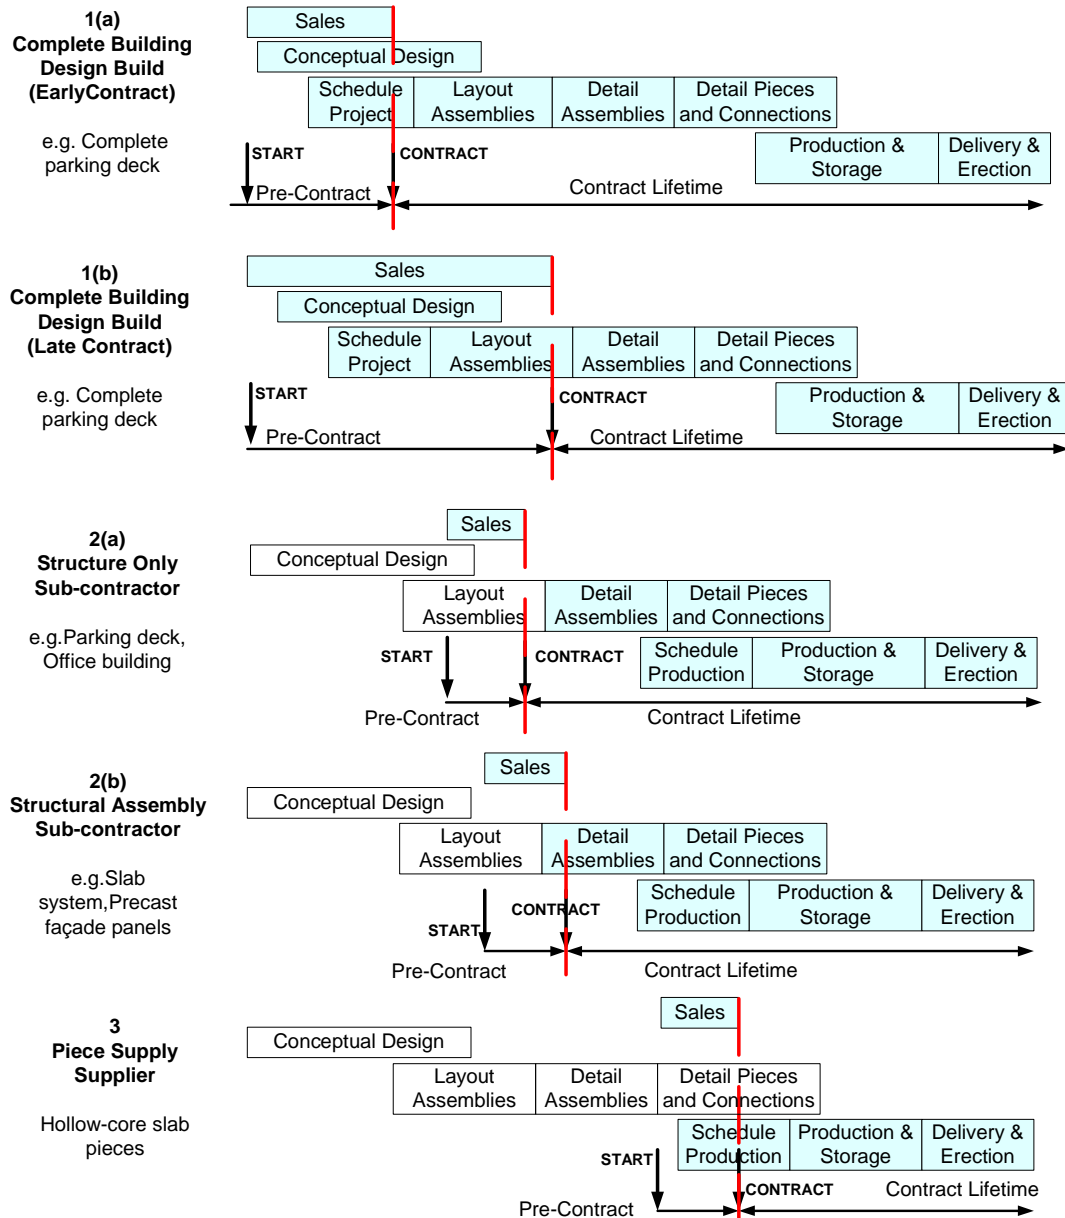 1(a)
Complete Building
Design Build
(EarlyContract)
e.g. Complete
parking deck
Sales
Conceptual Design
Schedule
Project
Layout
Assemblies
Detail
Assemblies
Detail Pieces
and Connections
Production &
Storage
Delivery &
Erection
START
CONTRACT
Pre-Contract
Contract Lifetime
1(b)
Complete Building
Design Build
(Late Contract)
e.g. Complete
parking deck
Sales
Conceptual Design
Schedule
Project
Layout
Assemblies
Detail
Assemblies
Detail Pieces
and Connections
Production &
Storage
Delivery &
Erection
START
CONTRACT
Pre-Contract
Contract Lifetime
2(a)
Structure Only
Sub-contractor
e.g.Parking deck,
Office building
Sales
Conceptual Design
Layout
Assemblies
Detail
Assemblies
Detail Pieces
and Connections
Schedule
Production
Production &
Storage
Delivery &
Erection
START
CONTRACT
Pre-Contract
Contract Lifetime
2(b)
Structural Assembly
Sub-contractor
e.g.Slab
system,Precast
façade panels
Sales
Conceptual Design
Layout
Assemblies
Detail
Assemblies
Detail Pieces
and Connections
Schedule
Production
Production &
Storage
Delivery &
Erection
START
CONTRACT
Pre-Contract
Contract Lifetime
3
Piece Supply
Supplier
Hollow-core slab
pieces
Sales
Conceptual Design
Layout
Assemblies
Detail
Assemblies
Detail Pieces
and Connections
Schedule
Production
Production &
Storage
Delivery &
Erection
START
CONTRACT
Pre-Contract
Contract Lifetime